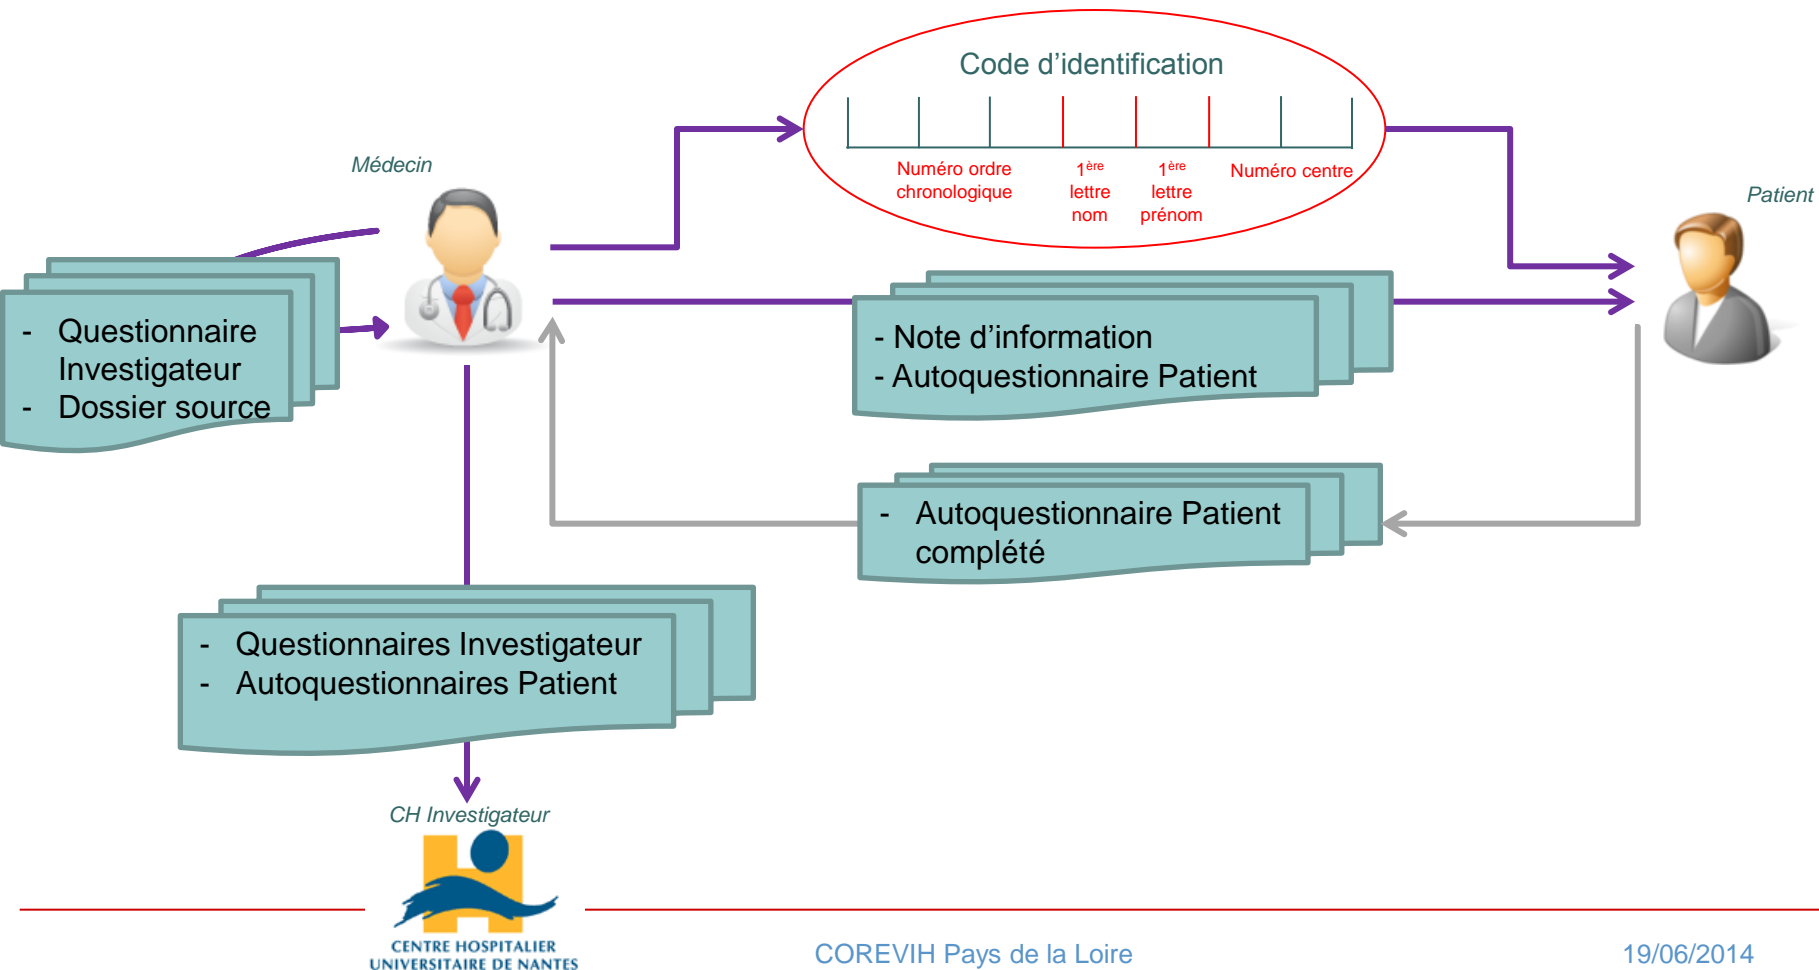 Code d’identification
Numéro ordre
chronologique
1ère
lettre
nom
1ère
lettre
prénom
Numéro centre
Médecin
Patient
- Questionnaire
Investigateur
- Dossier source
- Note d’information
- Autoquestionnaire Patient
- Autoquestionnaire Patient
complété
- Questionnaires Investigateur
- Autoquestionnaires Patient
CH Investigateur
CENTRE HOSPITALIER
UNIVERSITAIRE DE NANTES
COREVIH Pays de la Loire
19/06/2014